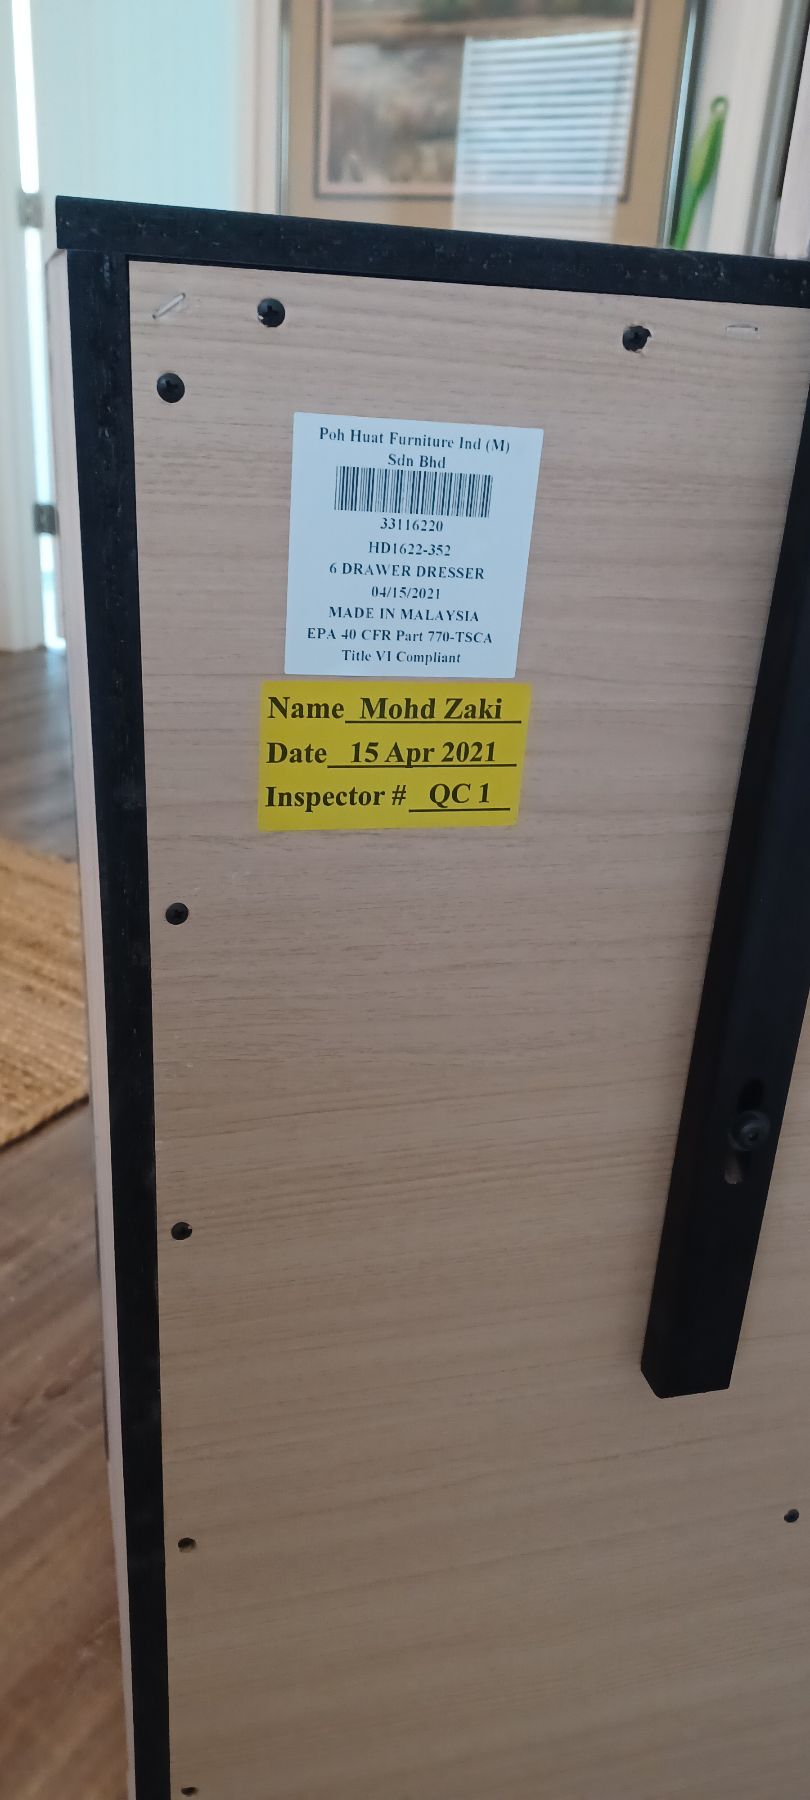 Poh Huat Furniture Ind (M)
Sdn Bhd
33116220
HD1622-352
6 DRAWER DRESSER
04/15/2021
MADE IN MALAYSIA
EPA 40 CFR Part 770-TSCA
Title VI Compliant
Name Mohd Zaki
Date 15 Apr 2021
Inspector # QC 1